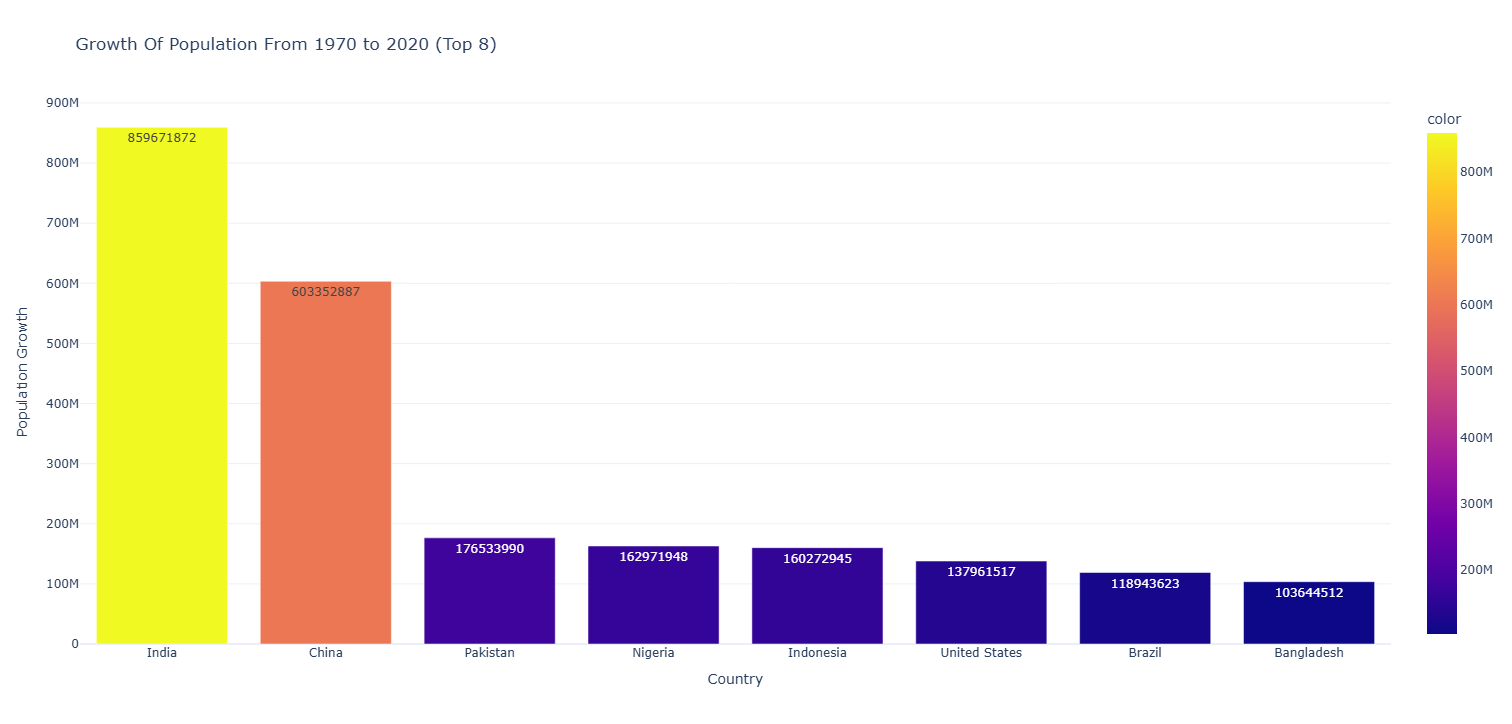 Growth Of Population From 1970 to 2020 (Top 8)
900M
800M
700M
600M
500M
400M
300M
200M
100M
0
Population Growth
859671872
603352887
176533990
162971948
160272945
137961517
118943623
103644512
India
China
Pakistan
Nigeria
Indonesia
United States
Brazil
Bangladesh
Country
color
800M
700M
600M
500M
400M
300M
200M